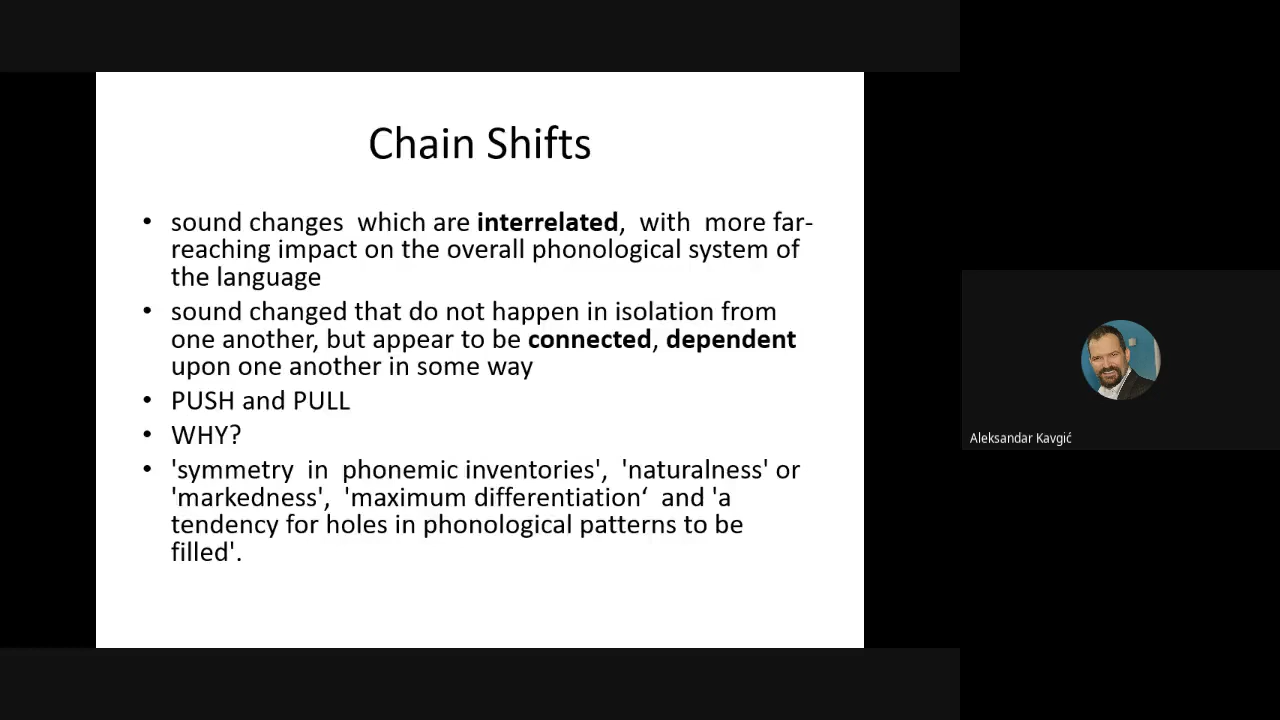 Chain Shifts
• sound changes  which are interrelated,  with  more far-
reaching impact on the overall phonological system of
the language
• sound changed that do not happen in isolation from
one another, but appear to be connected, dependent
upon one another in some way
• PUSH and PULL
• WHY?
• 'symmetry  in  phonemic inventories',  'naturalness' or
'markedness',  'maximum differentiation‘  and 'a
tendency for holes in phonological patterns to be
filled'.
Aleksandar Kavgić